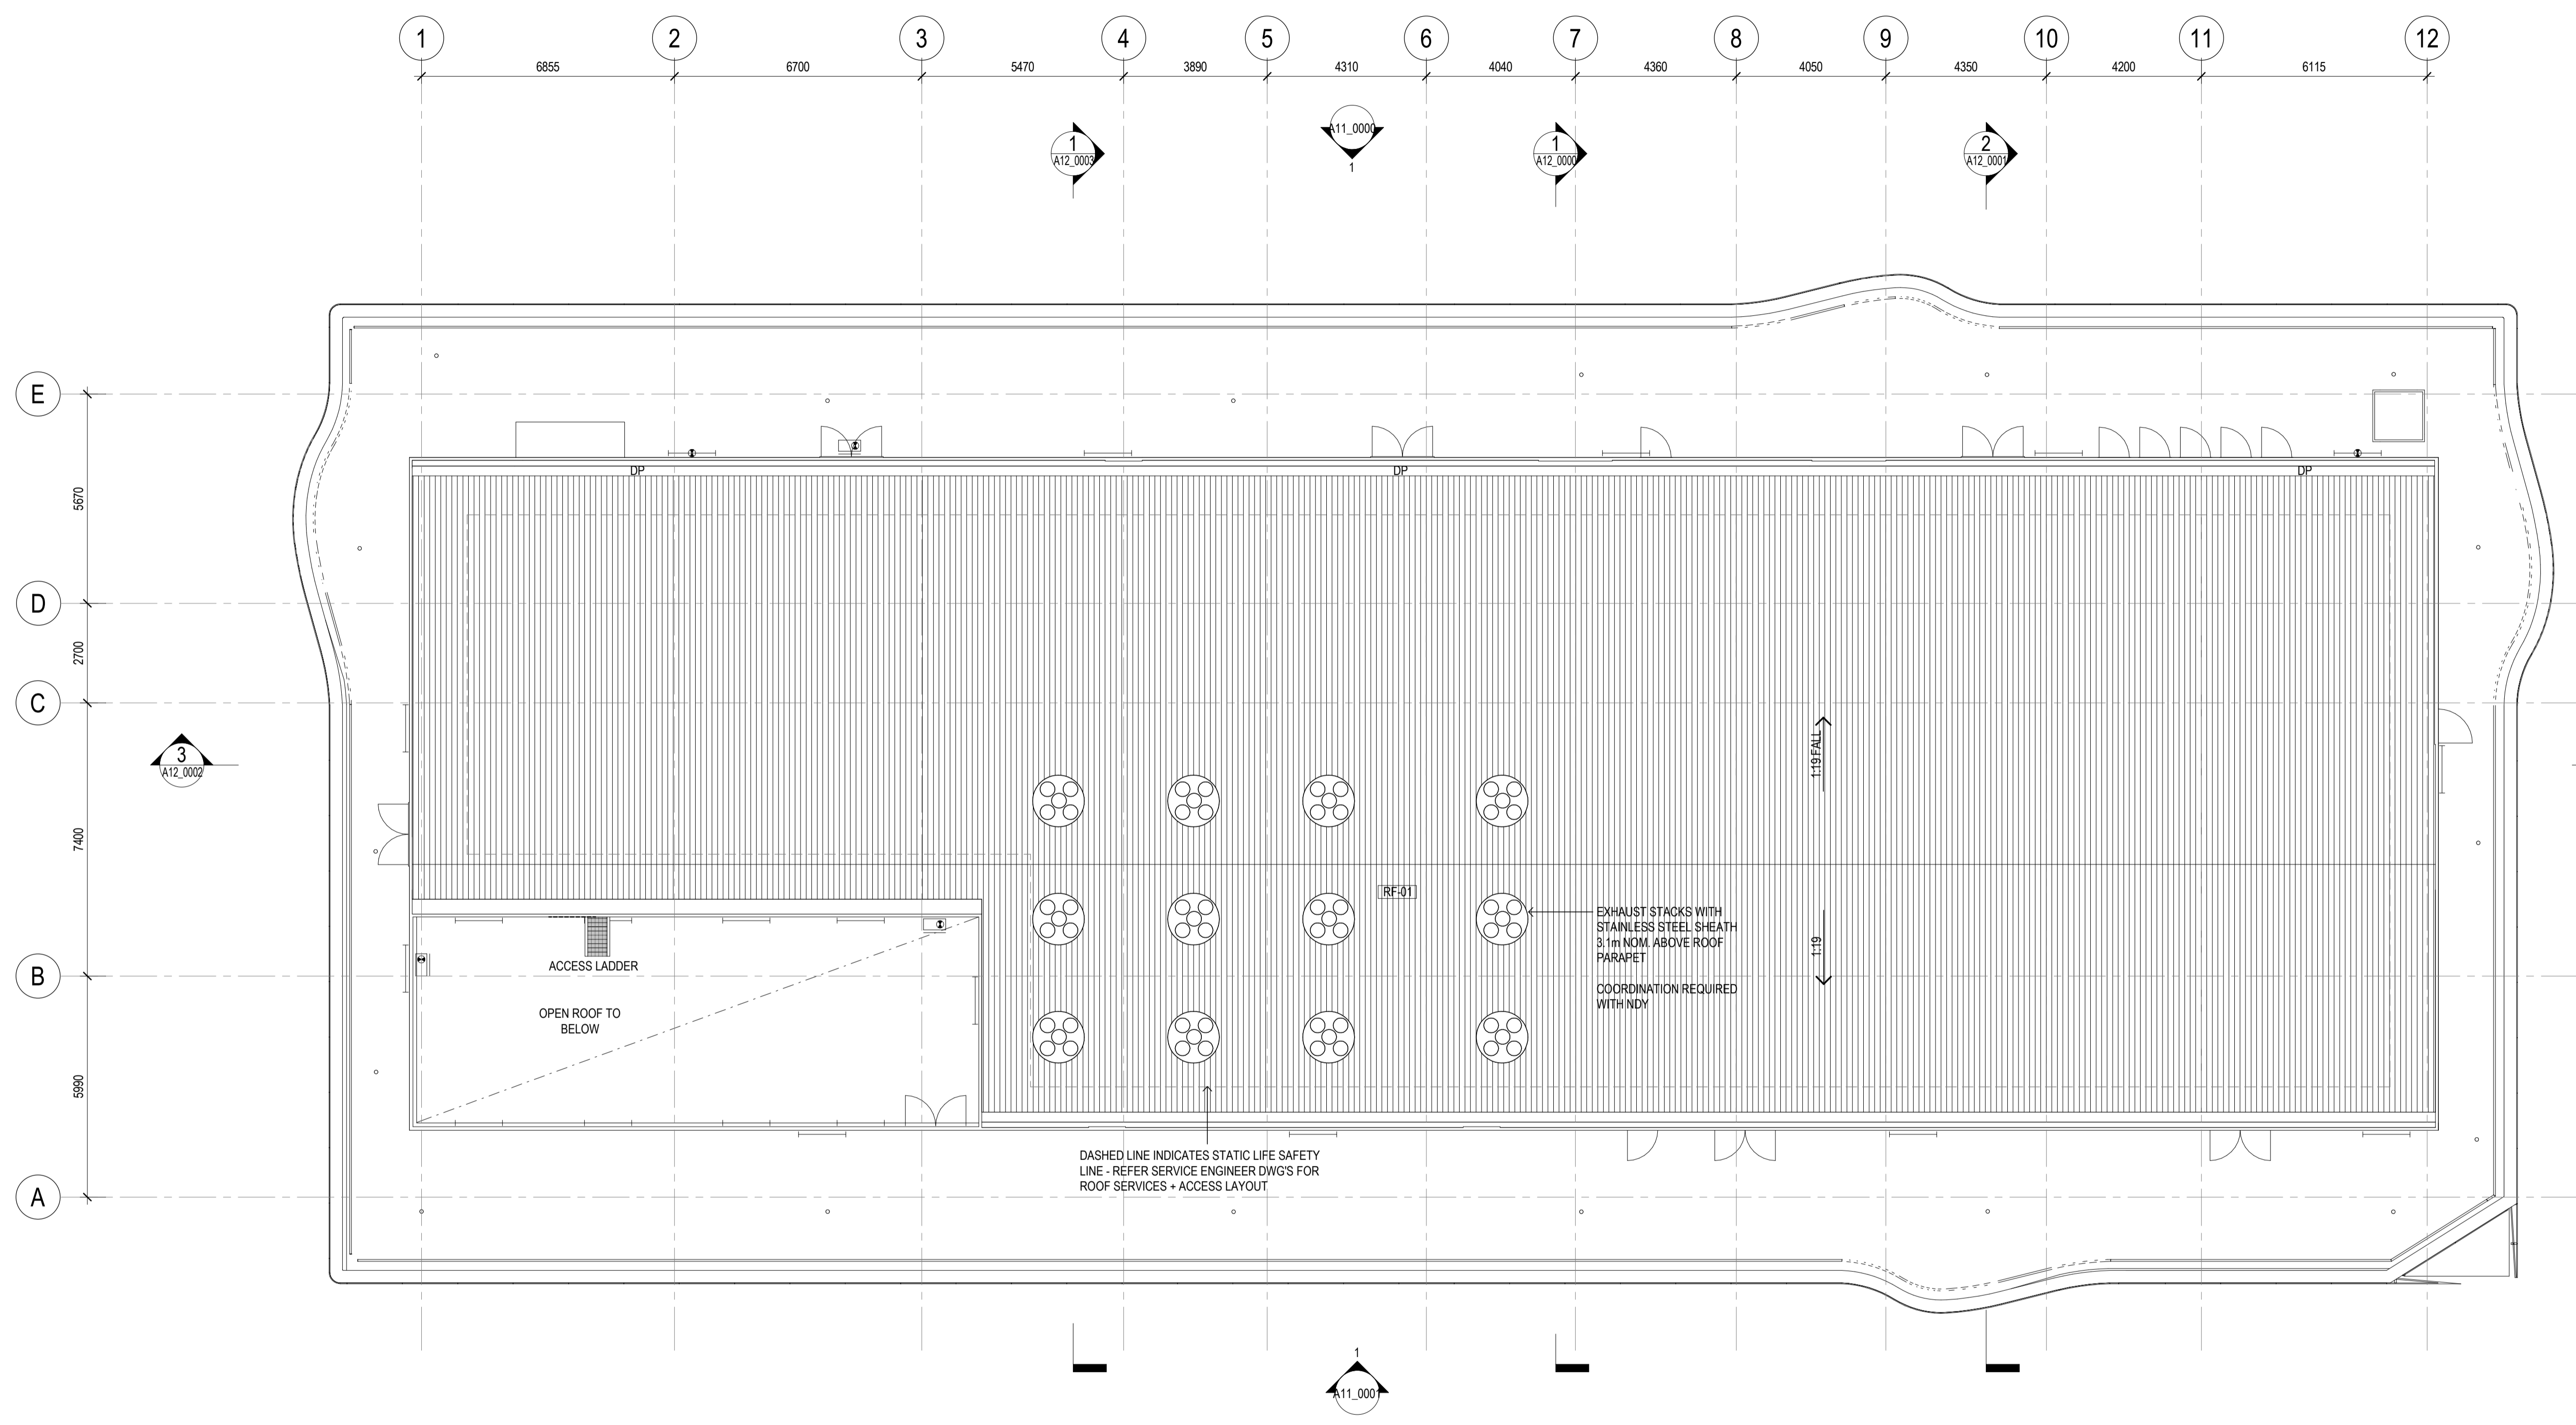 1 2 3 4 5 6 7 8 9 10 11 12
6855 6700 5470 3890 4310 4040 4360 4050 4350 4200 6115
1
A12_0003
A11_0000
1
1
A12_0000
2
A12_0001
E
5670
D
2700
C
7400
B
5990
A
3
A12_0002
DP
DP
DP
1:19 FALL
1:19
RF-01
EXHAUST STACKS WITH
STAINLESS STEEL SHEATH
3.1m NOM. ABOVE ROOF
PARAPET
COORDINATION REQUIRED
WITH NDY
ACCESS LADDER
OPEN ROOF TO
BELOW
DASHED LINE INDICATES STATIC LIFE SAFETY
LINE - REFER SERVICE ENGINEER DWG'S FOR
ROOF SERVICES + ACCESS LAYOUT
1
A11_0001